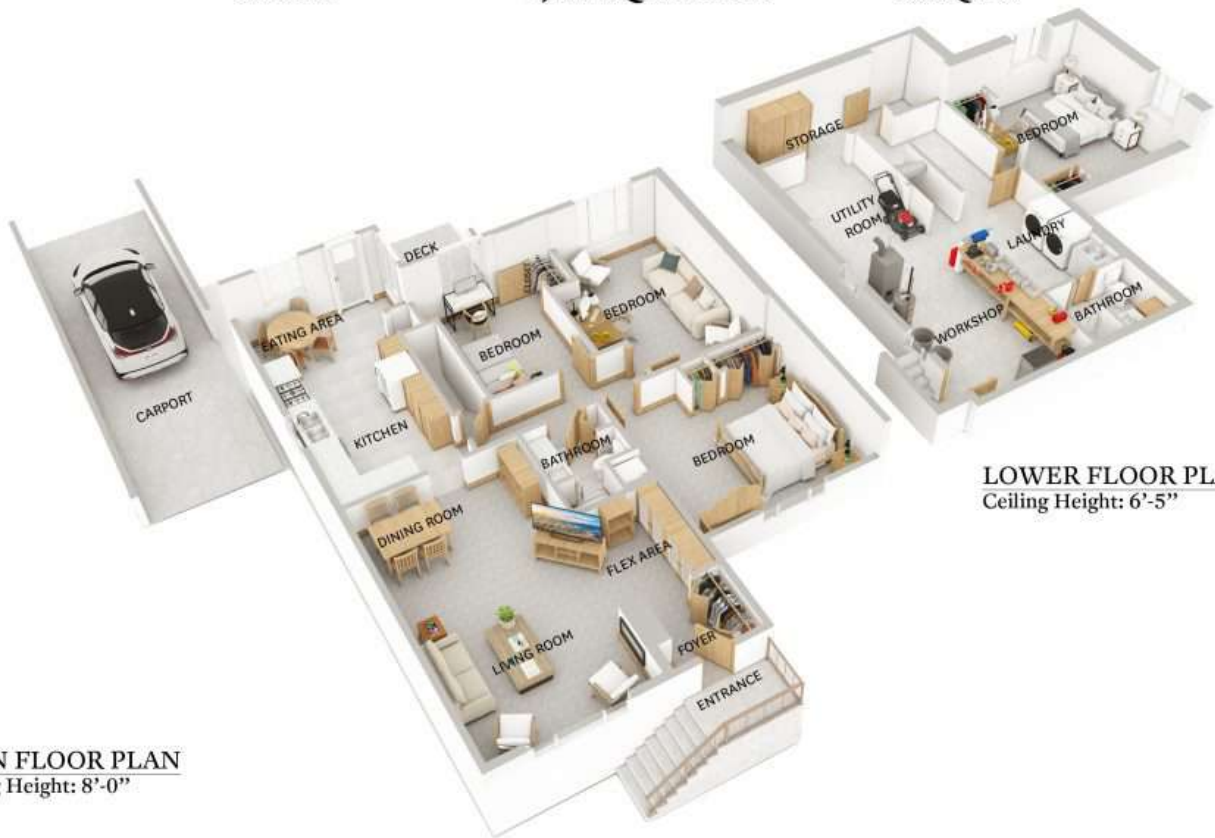 STORAGE
BEDROOM
UTILITY
ROOM
LAUNDRY
WORKSHOP
BATHROOM
LOWER FLOOR PL
Ceiling Height: 6'-5”
DECK
CLOSET
EATING AREA
BEDROOM
BEDROOM
CARPORT
KITCHEN
BATHROOM
BEDROOM
DINING ROOM
FLEX AREA
LIVING ROOM
FOYER
ENTRANCE
N FLOOR PLAN
Height: 8'-0”